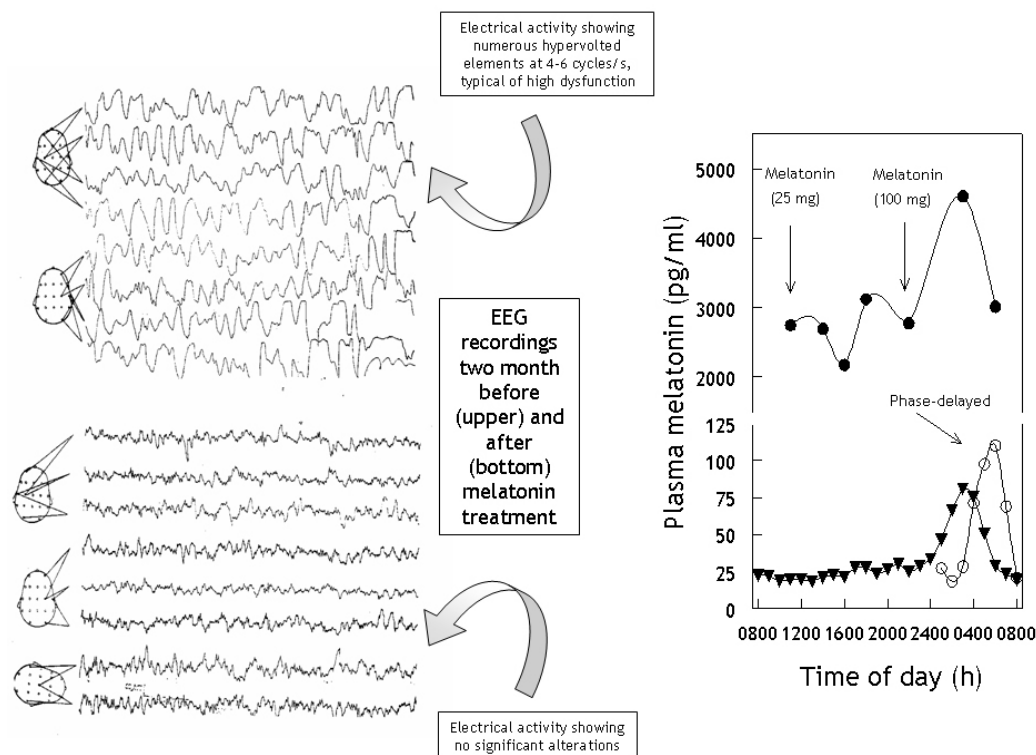 Electrical activity showing
numerous hypervolted
elements at 4-6 cycles/s,
typical of high dysfunction
EEG
recordings
two month
before
(upper) and
after
(bottom)
melatonin
treatment
Electrical activity showing
no significant alterations
Plasma melatonin (pg/ml)
5000
4000
3000
2000
125
100
75
50
25
0
Melatonin
(25 mg)
Melatonin
(100 mg)
Phase-delayed
0800 1200 1600 2000 2400 0400 0800
Time of day (h)